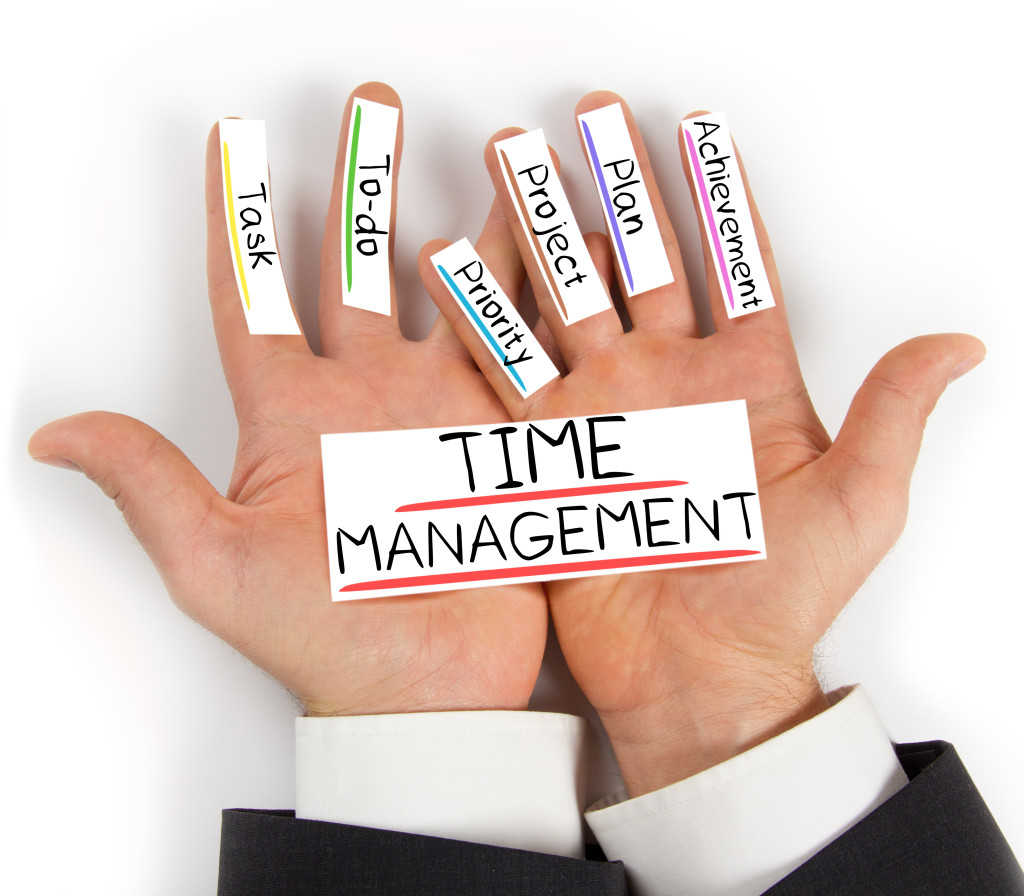 Task
To-do
Priority
Project
Plan
Achievement
TIME
MANAGEMENT